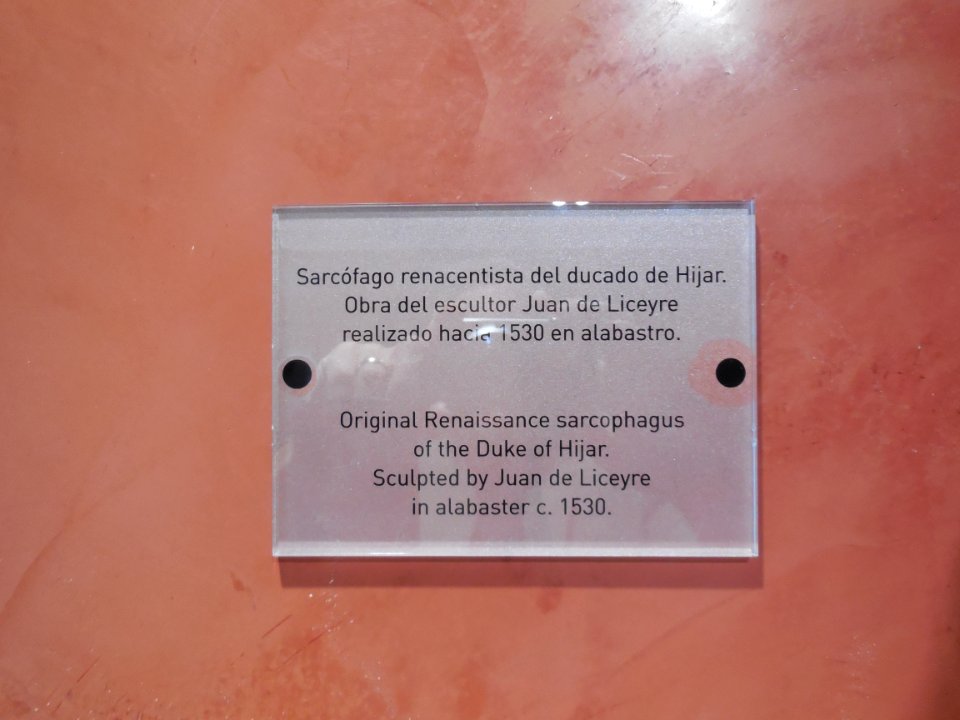 Sarcófago renacentista del ducado de Hijar.
Obra del escultor Juan de Liceyre
realizado hacia 1530 en alabastro.
Original Renaissance sarcophagus
of the Duke of Hijar.
Sculpted by Juan de Liceyre
in alabaster c. 1530.